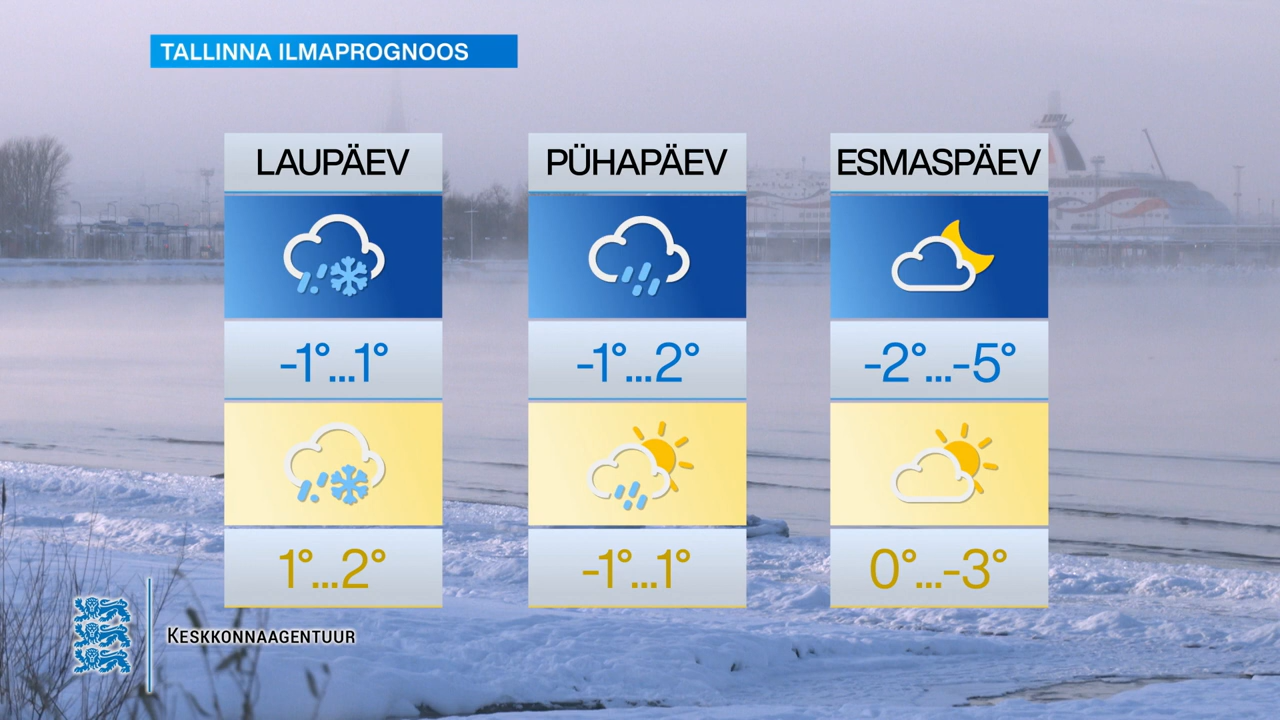 TALLINNA ILMAPROGNOOS
LAUPÄEV
PÜHAPÄEV
ESMASPÄEV
-1°...1°
-1°...2°
-2°...-5°
1°...2°
-1°...1°
0°...-3°
KESKKONNAAGENTUUR